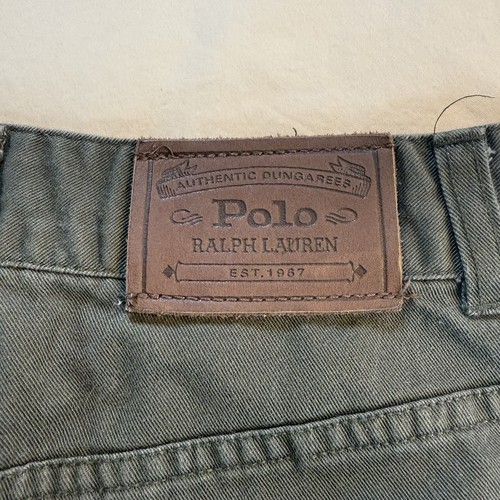 AUTHENTIC DUNGAREES
Polo
RALPH LAUREN
EST. 1967